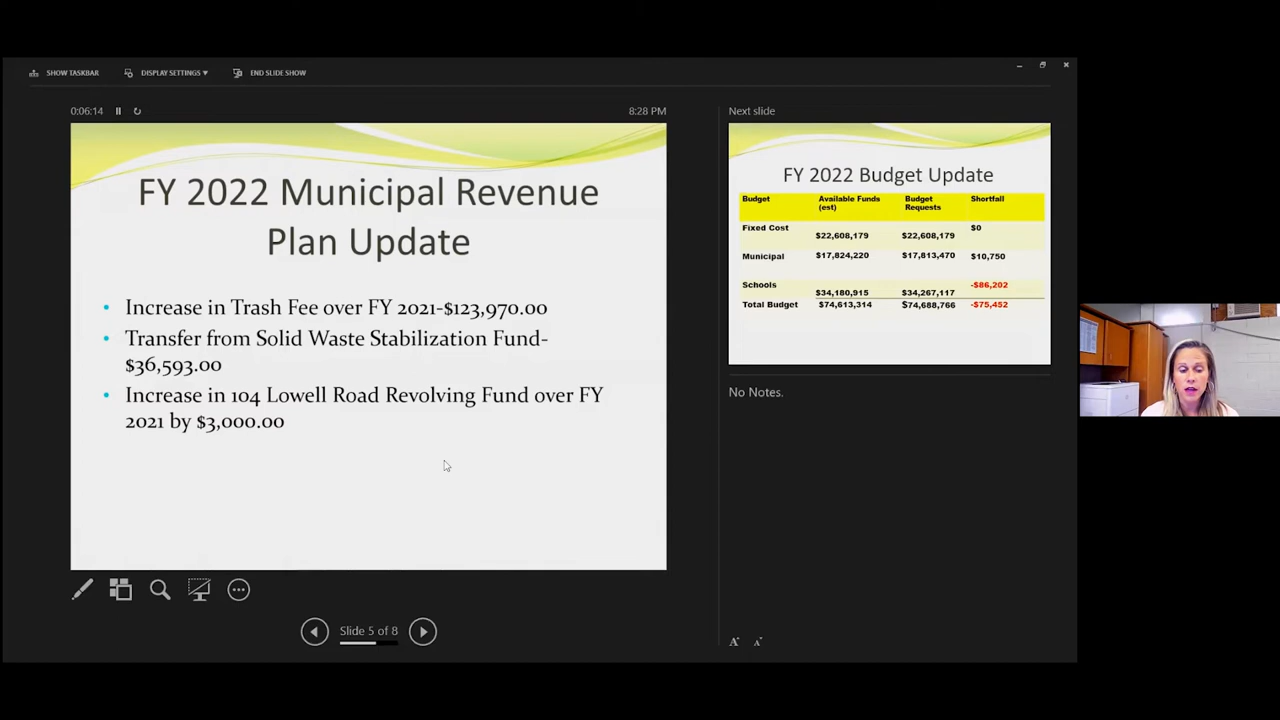 SHOW TASKBAR
DISPLAY SETTINGS ▼
END SLIDE SHOW
0:06:14
8:28 PM
FY 2022 Municipal Revenue
Plan Update
• Increase in Trash Fee over FY 2021-$123,970.00
• Transfer from Solid Waste Stabilization Fund-
$36,593.00
• Increase in 104 Lowell Road Revolving Fund over FY
2021 by $3,000.00
Slide 5 of 8
Next slide
FY 2022 Budget Update
Budget Available Funds (est) Budget Requests Shortfall
Fixed Cost $22,608,179 $22,608,179 $0
Municipal $17,824,220 $17,813,470 $10,750
Schools $34,180,915 $34,267,117 -$86,202
Total Budget $74,613,314 $74,688,766 -$75,452
No Notes.
A A